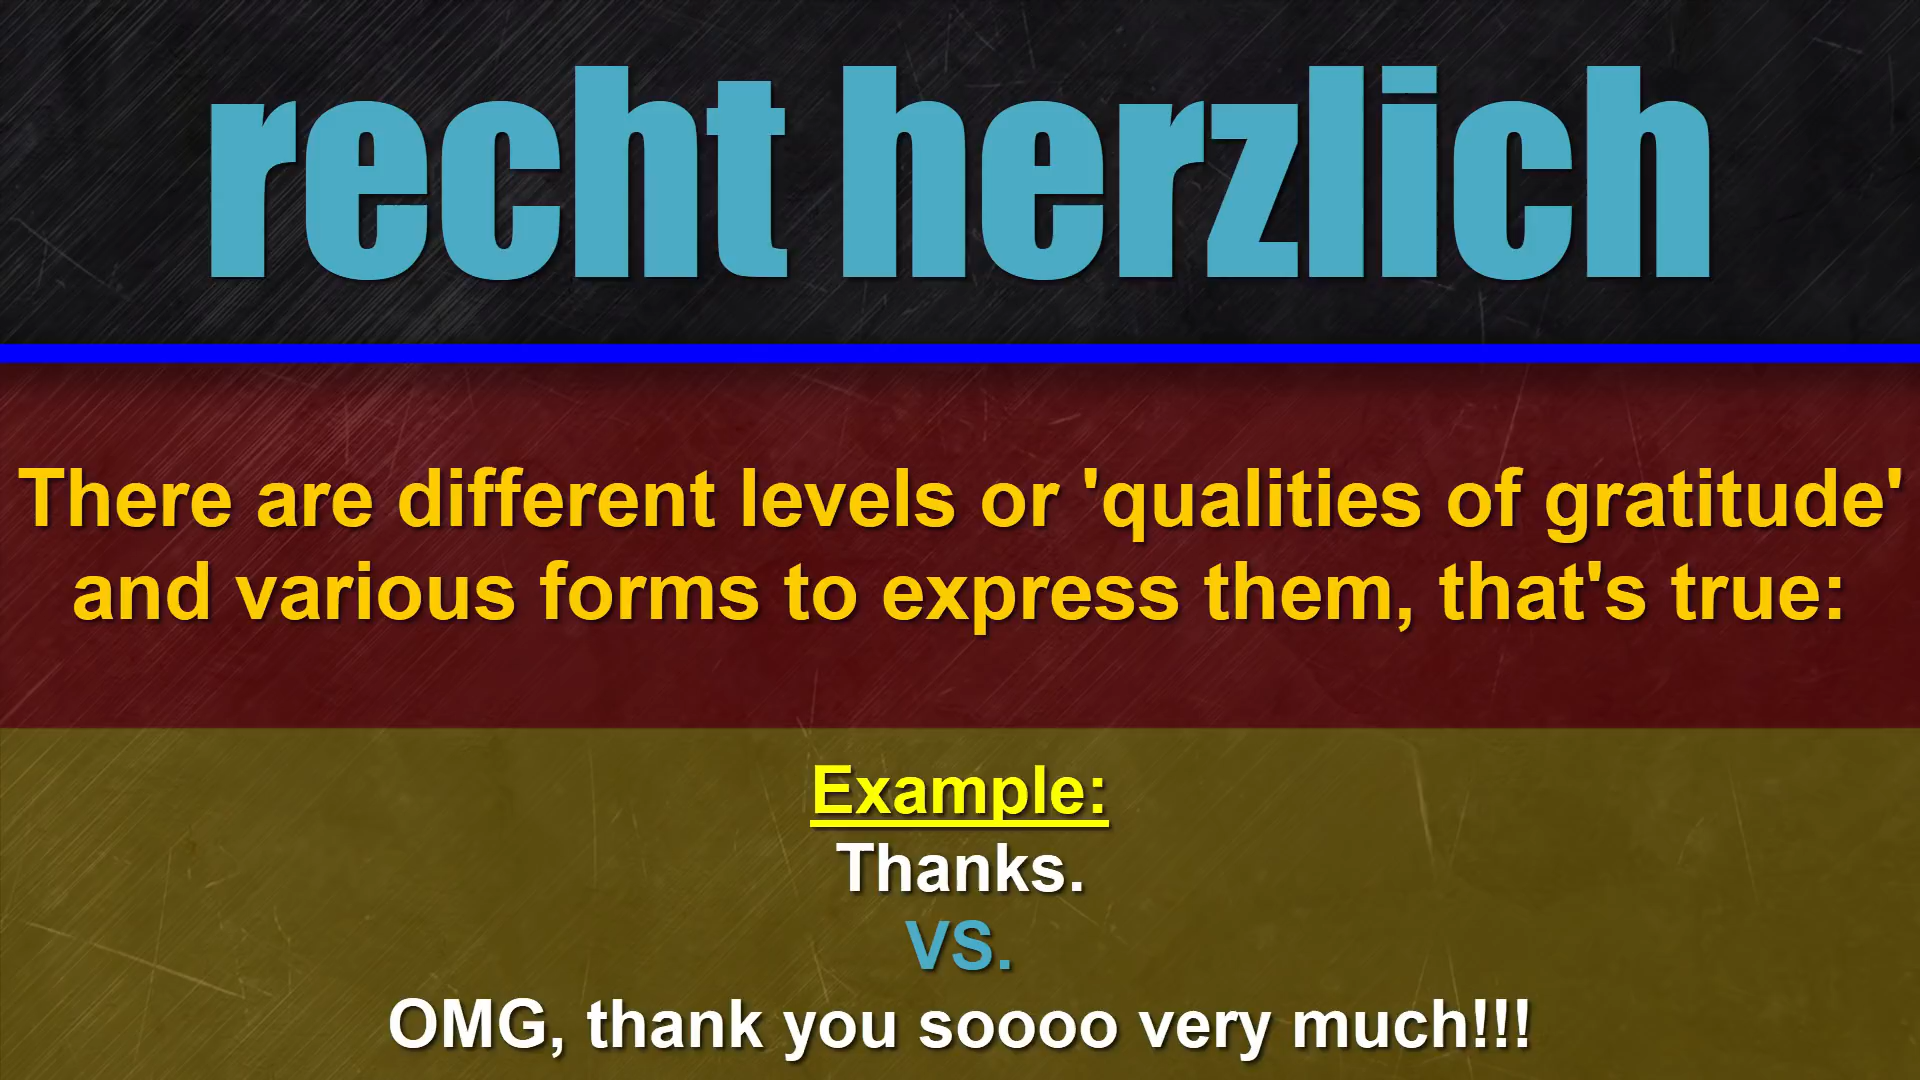 recht herzlich
There are different levels or 'qualities of gratitude'
and various forms to express them, that's true:
Example:
Thanks.
VS.
OMG, thank you soooo very much!!!